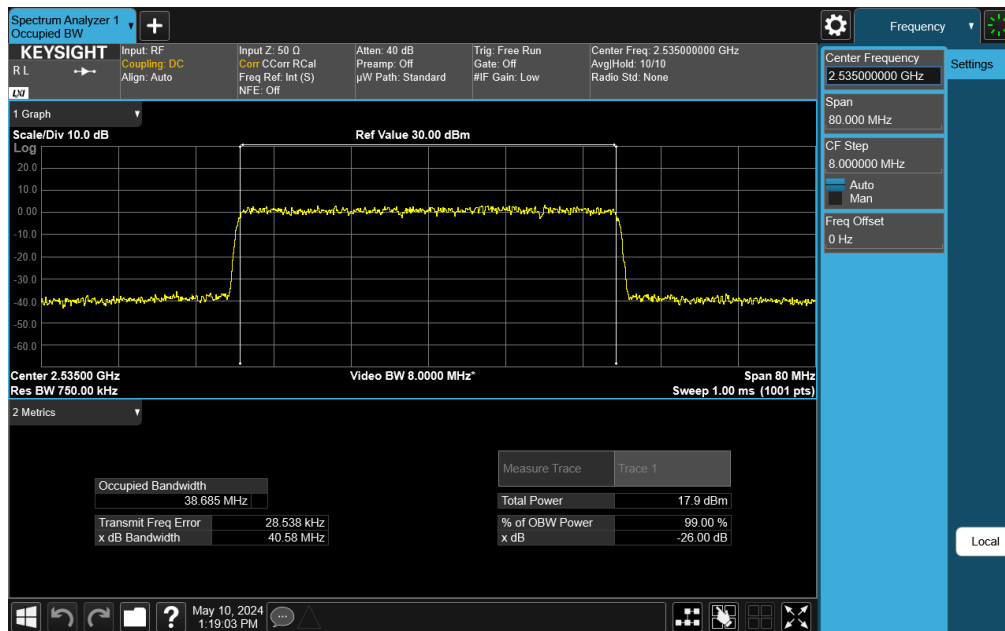 Spectrum Analyzer 1
Occupied BW
Frequency
KEYSIGHT
R L
LXI
Input: RF
Coupling: DC
Align: Auto
Input Z: 50 Ω
Corr CCorr RCal
Freq Ref: Int (S)
NFE: Off
Atten: 40 dB
Preamp: Off
µW Path: Standard
Trig: Free Run
Gate: Off
#IF Gain: Low
Center Freq: 2.535000000 GHz
Avg|Hold: 10/10
Radio Std: None
Center Frequency
2.535000000 GHz
Settings
Span
80.000 MHz
CF Step
8.000000 MHz
Auto
Man
Freq Offset
0 Hz
1 Graph
Scale/Div 10.0 dB
Ref Value 30.00 dBm
Log
20.0
10.0
0.00
-10.0
-20.0
-30.0
-40.0
-50.0
-60.0
Center 2.53500 GHz
Video BW 8.0000 MHz*
Span 80 MHz
Res BW 750.00 kHz
Sweep 1.00 ms (1001 pts)
2 Metrics
Measure Trace
Trace 1
Occupied Bandwidth
38.685 MHz
Total Power
17.9 dBm
Transmit Freq Error
28.538 kHz
% of OBW Power
99.00 %
x dB Bandwidth
40.58 MHz
x dB
-26.00 dB
Local
May 10, 2024
1:19:03 PM